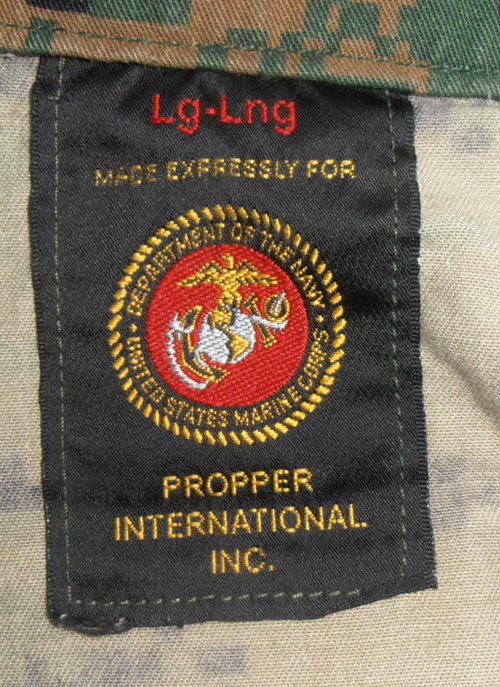 Lg-Lng
MADE EXPRESSLY FOR
DEPARTMENT OF THE NAVY
UNITED STATES MARINE CORPS
PROPPER
INTERNATIONAL
INC.